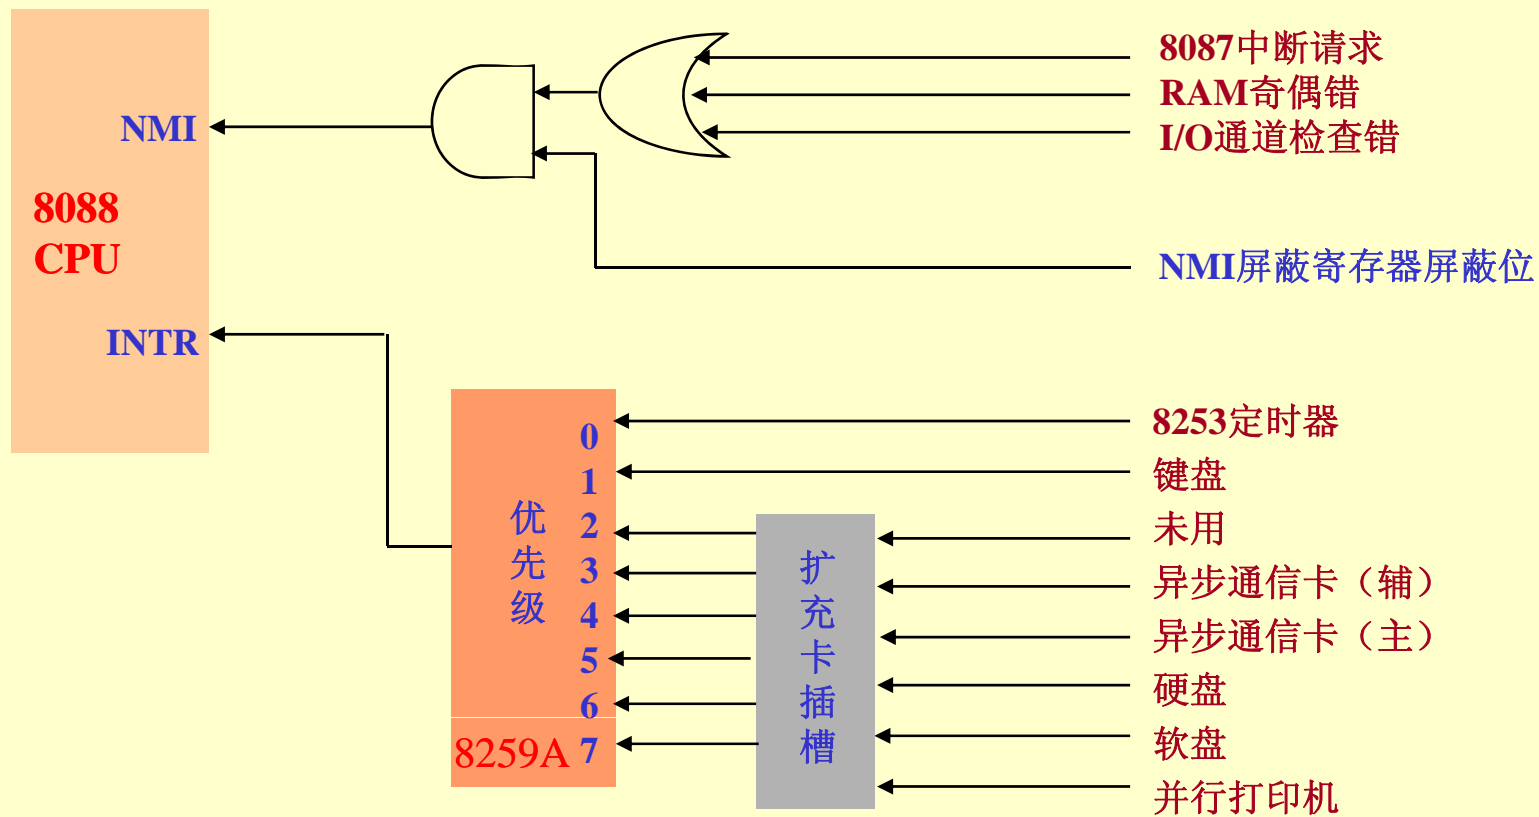 8087中断请求
RAM奇偶错
I/O通道检查错
NMI
8088
CPU
NMI屏蔽寄存器屏蔽位
INTR
8253定时器
0
键盘
1
优先级
2
未用
3
扩充卡插槽
异步通信卡（辅）
4
异步通信卡（主）
5
硬盘
6
软盘
8259A 7
并行打印机